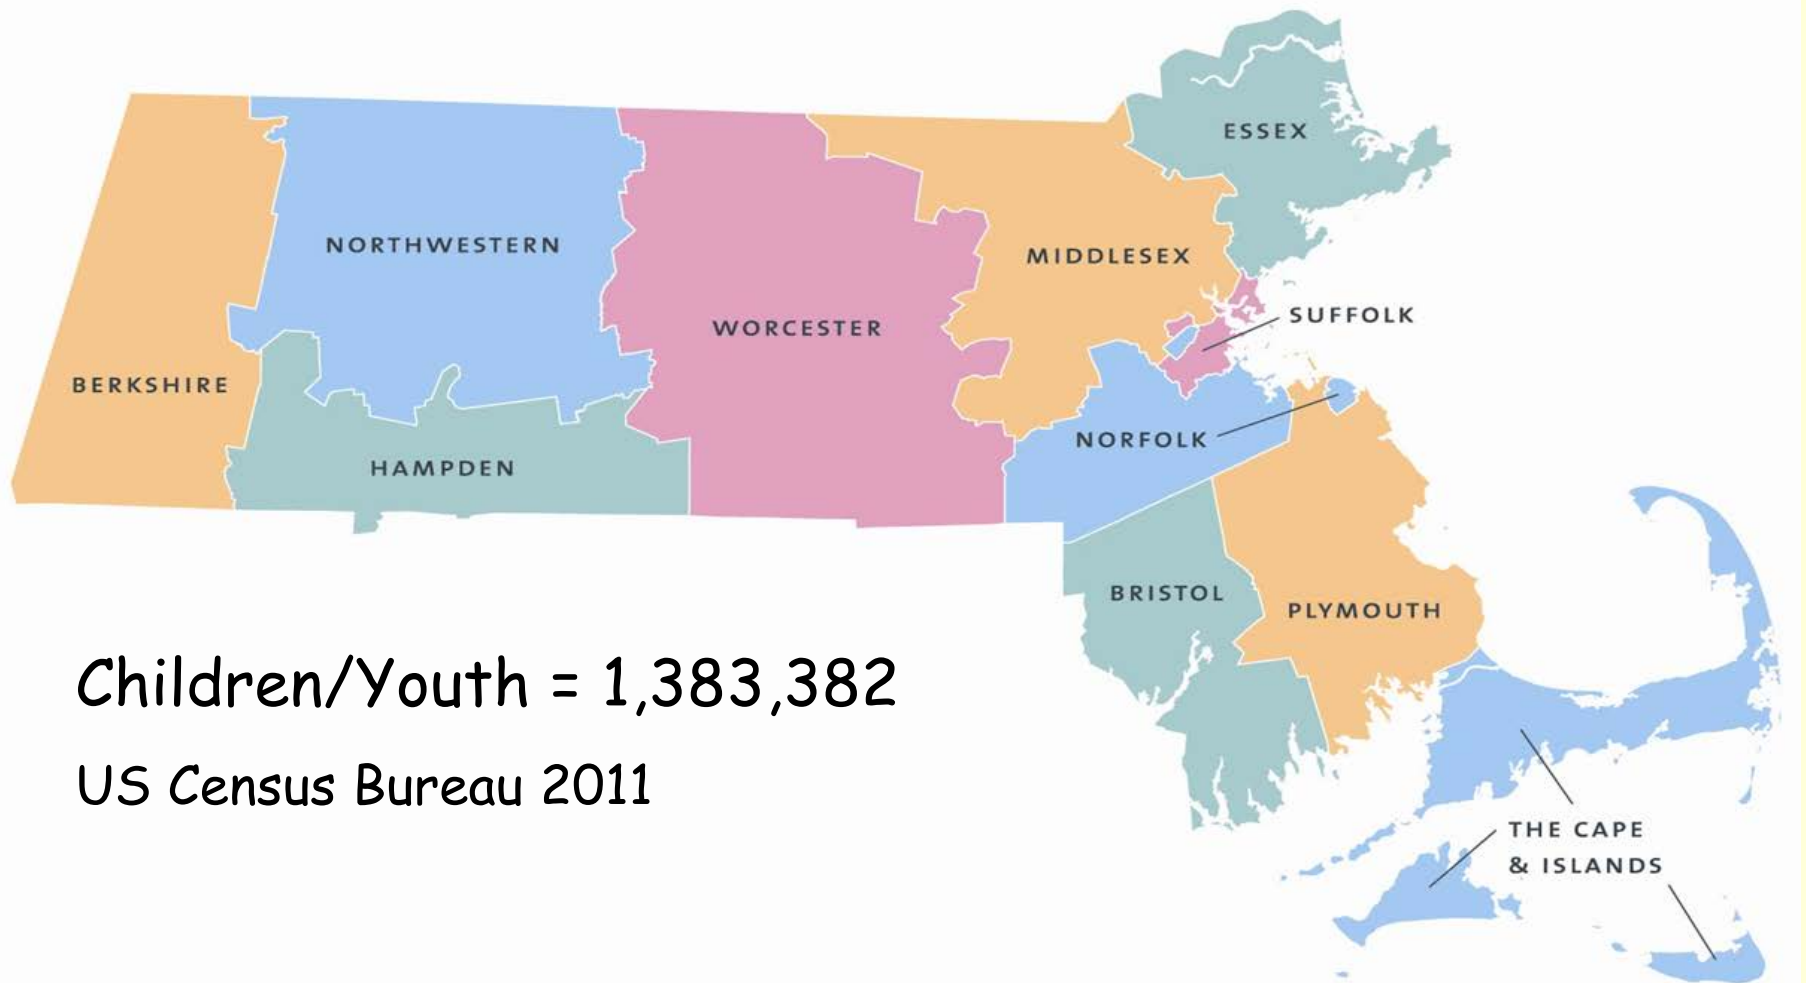 ESSEX
NORTHWESTERN
MIDDLESEX
SUFFOLK
WORCESTER
BERKSHIRE
NORFOLK
HAMPDEN
BRISTOL
PLYMOUTH
Children/Youth = 1,383,382
US Census Bureau 2011
THE CAPE
& ISLANDS